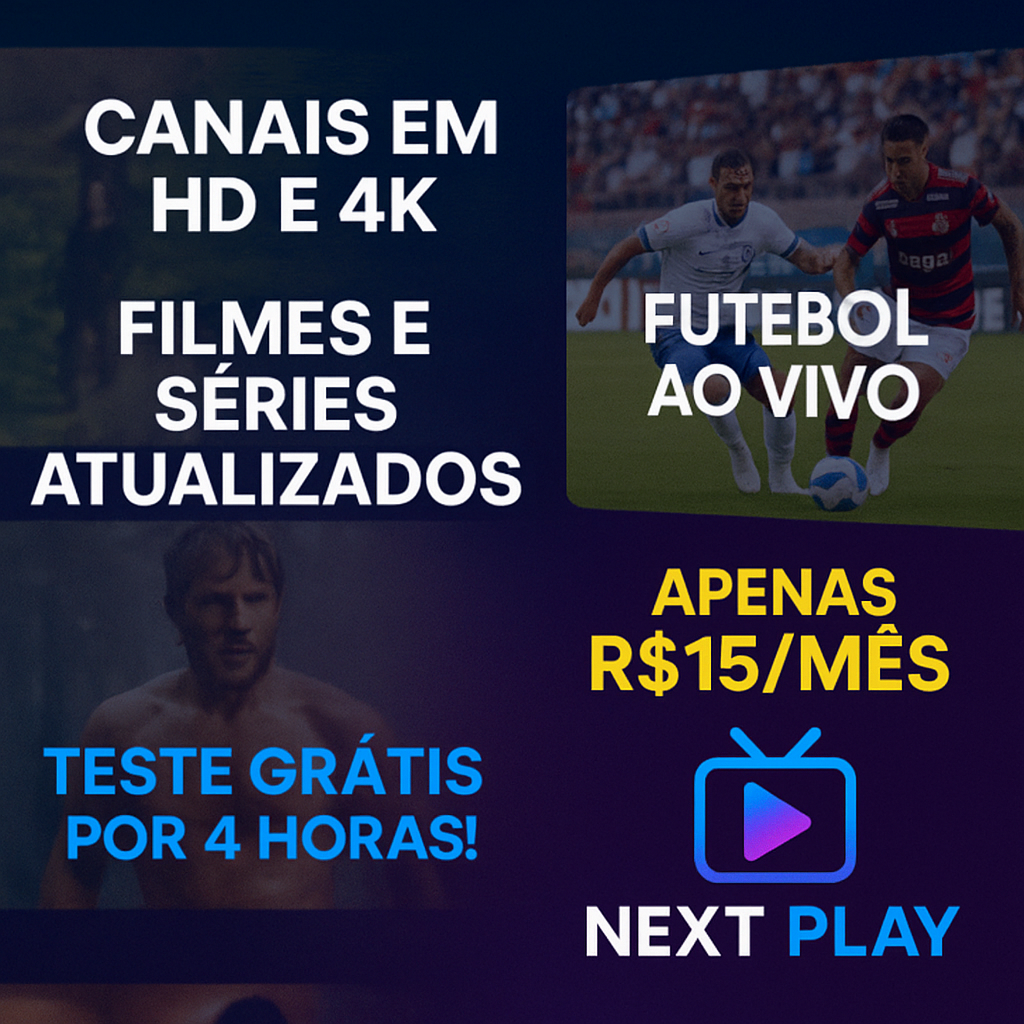 CANAIS EM
HD E 4K
FILMES E
SÉRIES
ATUALIZADOS
FUTEBOL
AO VIVO
APENAS
R$15/MÊS
TESTE GRÁTIS
POR 4 HORAS!
NEXT PLAY